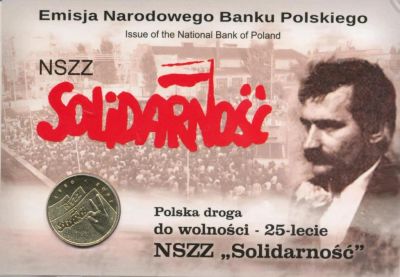 Emisja Narodowego Banku Polskiego
Issue of the National Bank of Poland
NSZZ
SOLiDARNOŚĆ
Polska droga
do wolności - 25-lecie
NSZZ „Solidarność”